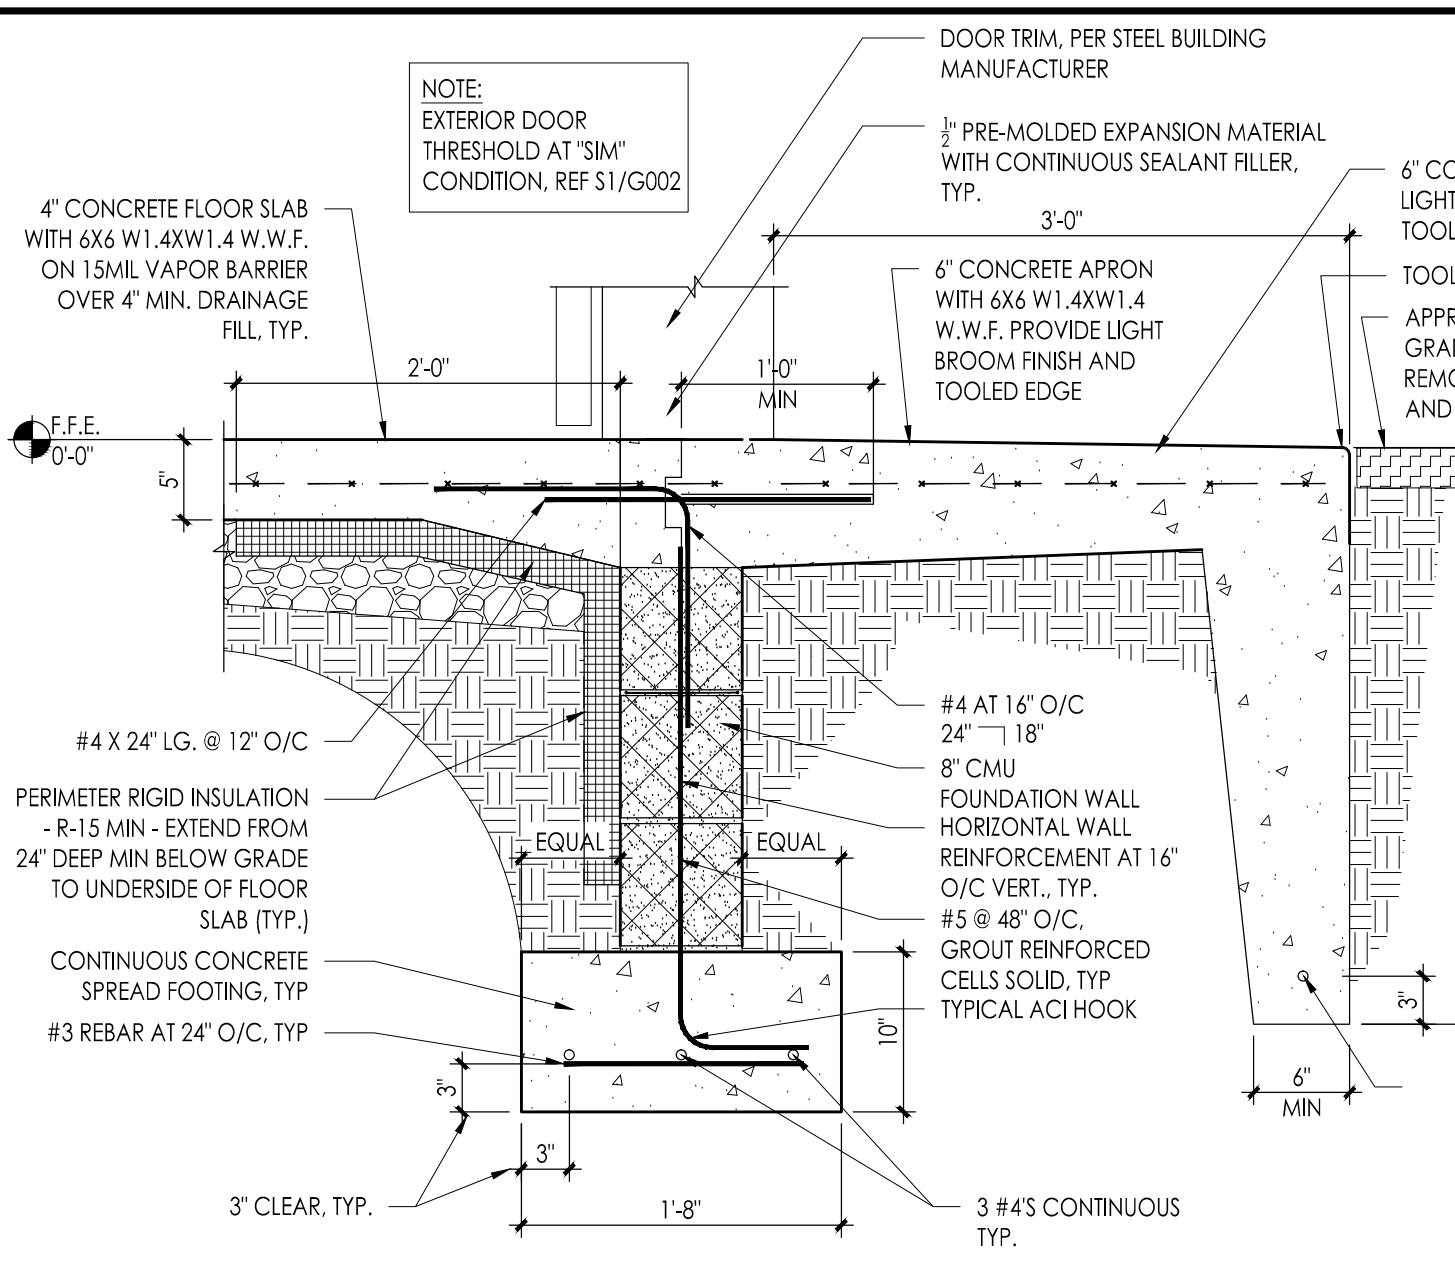 DOOR TRIM, PER STEEL BUILDING
MANUFACTURER
NOTE:
EXTERIOR DOOR
THRESHOLD AT "SIM"
CONDITION, REF S1/G002
1/2" PRE-MOLDED EXPANSION MATERIAL
WITH CONTINUOUS SEALANT FILLER,
TYP.
6" CO
LIGHT
TOOL
4" CONCRETE FLOOR SLAB
WITH 6X6 W1.4XW1.4 W.W.F.
ON 15MIL VAPOR BARRIER
OVER 4" MIN. DRAINAGE
FILL, TYP.
3'-0"
6" CONCRETE APRON
WITH 6X6 W1.4XW1.4
W.W.F. PROVIDE LIGHT
BROOM FINISH AND
TOOLED EDGE
TOOL
APPR
GRA
REMO
AND
2'-0"
1'-0"
MIN
F.F.E.
0'-0"
5"
#4 X 24" LG. @ 12" O/C
PERIMETER RIGID INSULATION
- R-15 MIN - EXTEND FROM
24" DEEP MIN BELOW GRADE
TO UNDERSIDE OF FLOOR
SLAB (TYP.)
CONTINUOUS CONCRETE
SPREAD FOOTING, TYP
#3 REBAR AT 24" O/C, TYP
EQUAL
EQUAL
#4 AT 16" O/C
24" 18"
8" CMU
FOUNDATION WALL
HORIZONTAL WALL
REINFORCEMENT AT 16"
O/C VERT., TYP.
#5 @ 48" O/C,
GROUT REINFORCED
CELLS SOLID, TYP
TYPICAL ACI HOOK
10"
3"
6"
MIN
3"
3"
3" CLEAR, TYP.
1'-8"
3 #4'S CONTINUOUS
TYP.